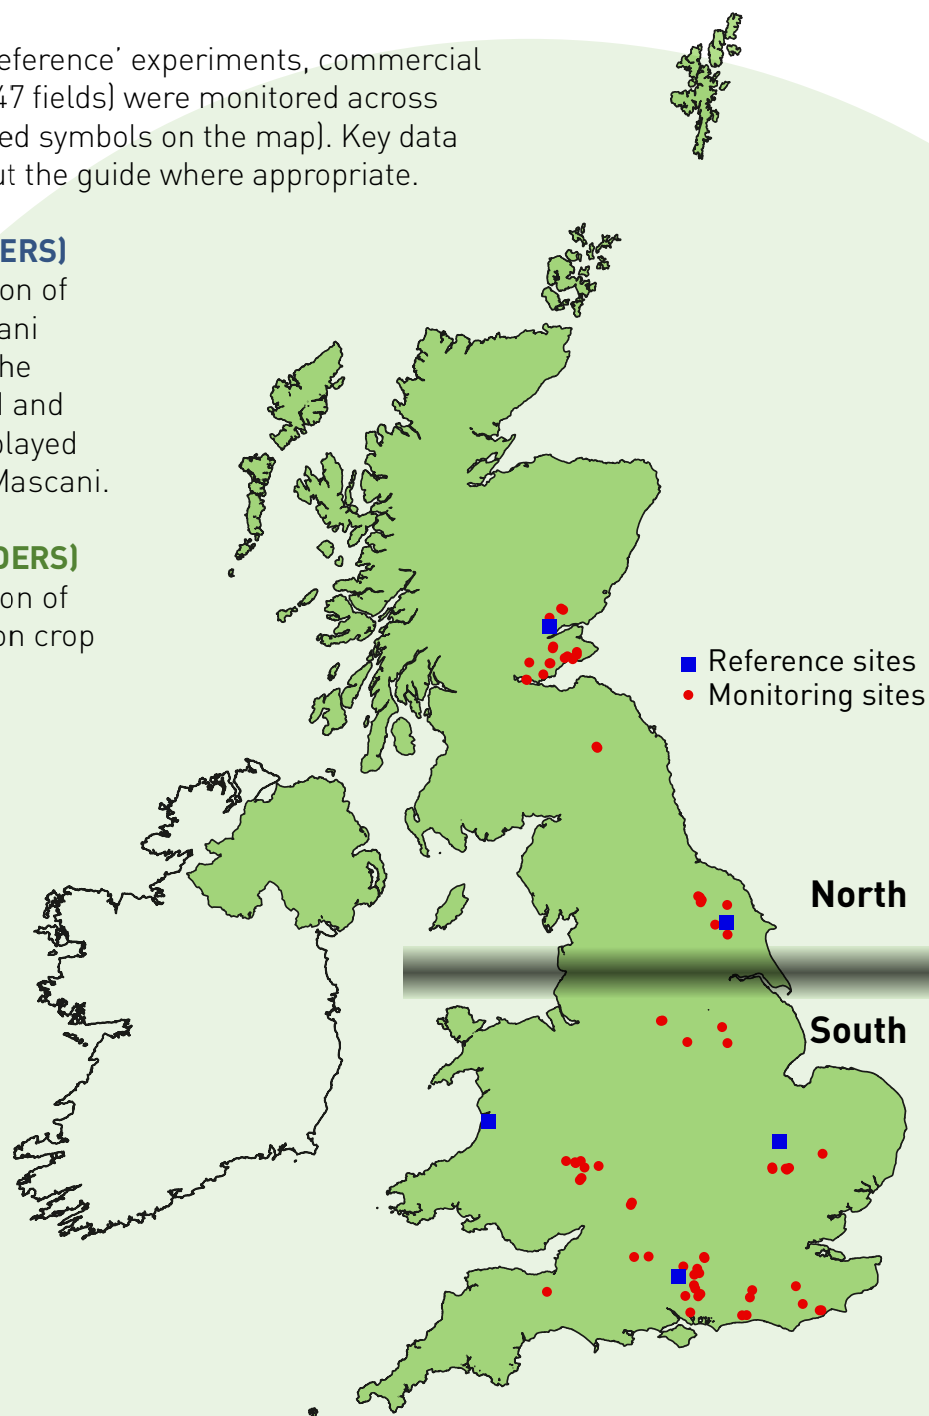 eference’ experiments, commercial
47 fields) were monitored across
ed symbols on the map). Key data
ut the guide where appropriate.
ERS)
on of
ani
he
d and
played
Mascani.
DERS)
on of
on crop
Reference sites
Monitoring sites
North
South